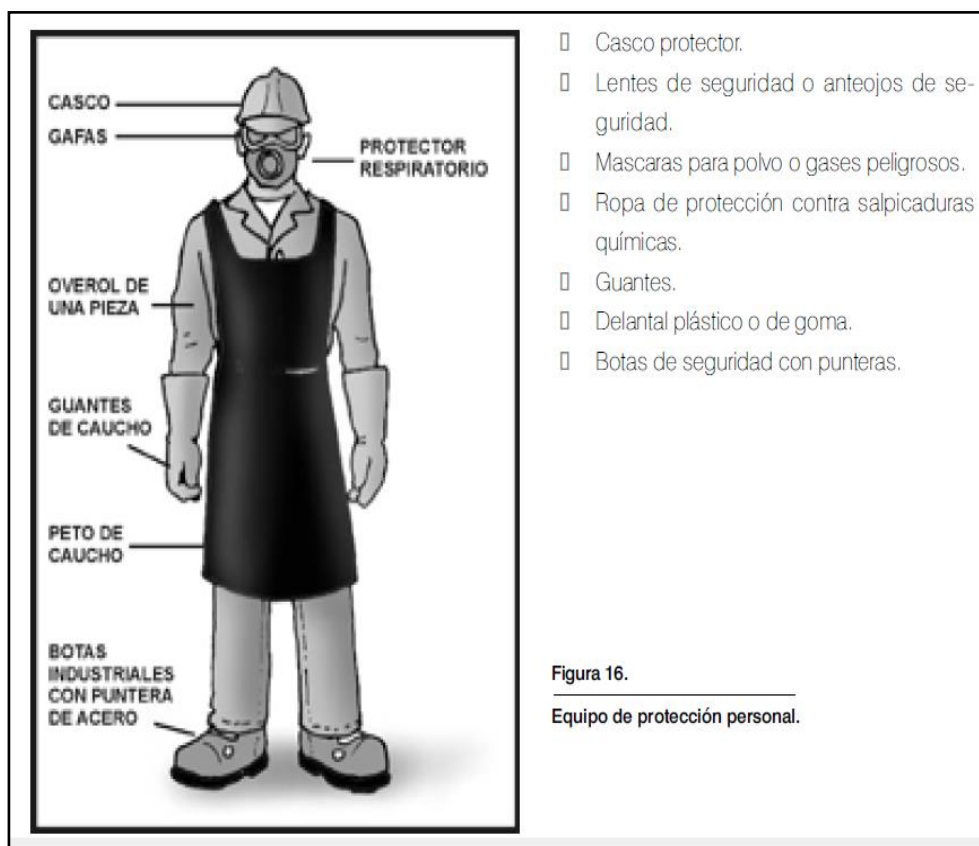 CASCO
GAFAS
PROTECTOR
RESPIRATORIO
OVEROL DE
UNA PIEZA
GUANTES
DE CAUCHO
PETO DE
CAUCHO
BOTAS
INDUSTRIALES
CON PUNTERA
DE ACERO
Casco protector.
Lentes de seguridad o anteojos de se-
guridad.
Mascaras para polvo o gases peligrosos.
Ropa de protección contra salpicaduras
químicas.
Guantes.
Delantal plástico o de goma.
Botas de seguridad con punteras.
Figura 16.
Equipo de protección personal.